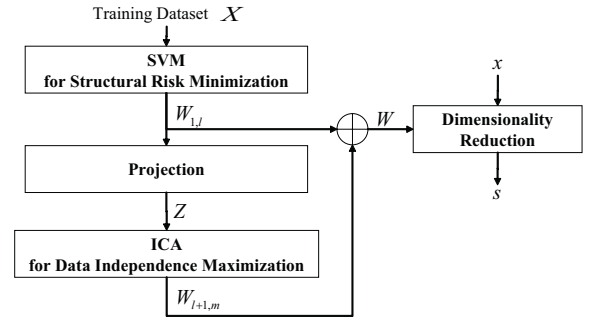 Training Dataset X
SVM
for Structural Risk Minimization
W1,l
W
x
Dimensionality
Reduction
s
Projection
Z
ICA
for Data Independence Maximization
Wl+1,m